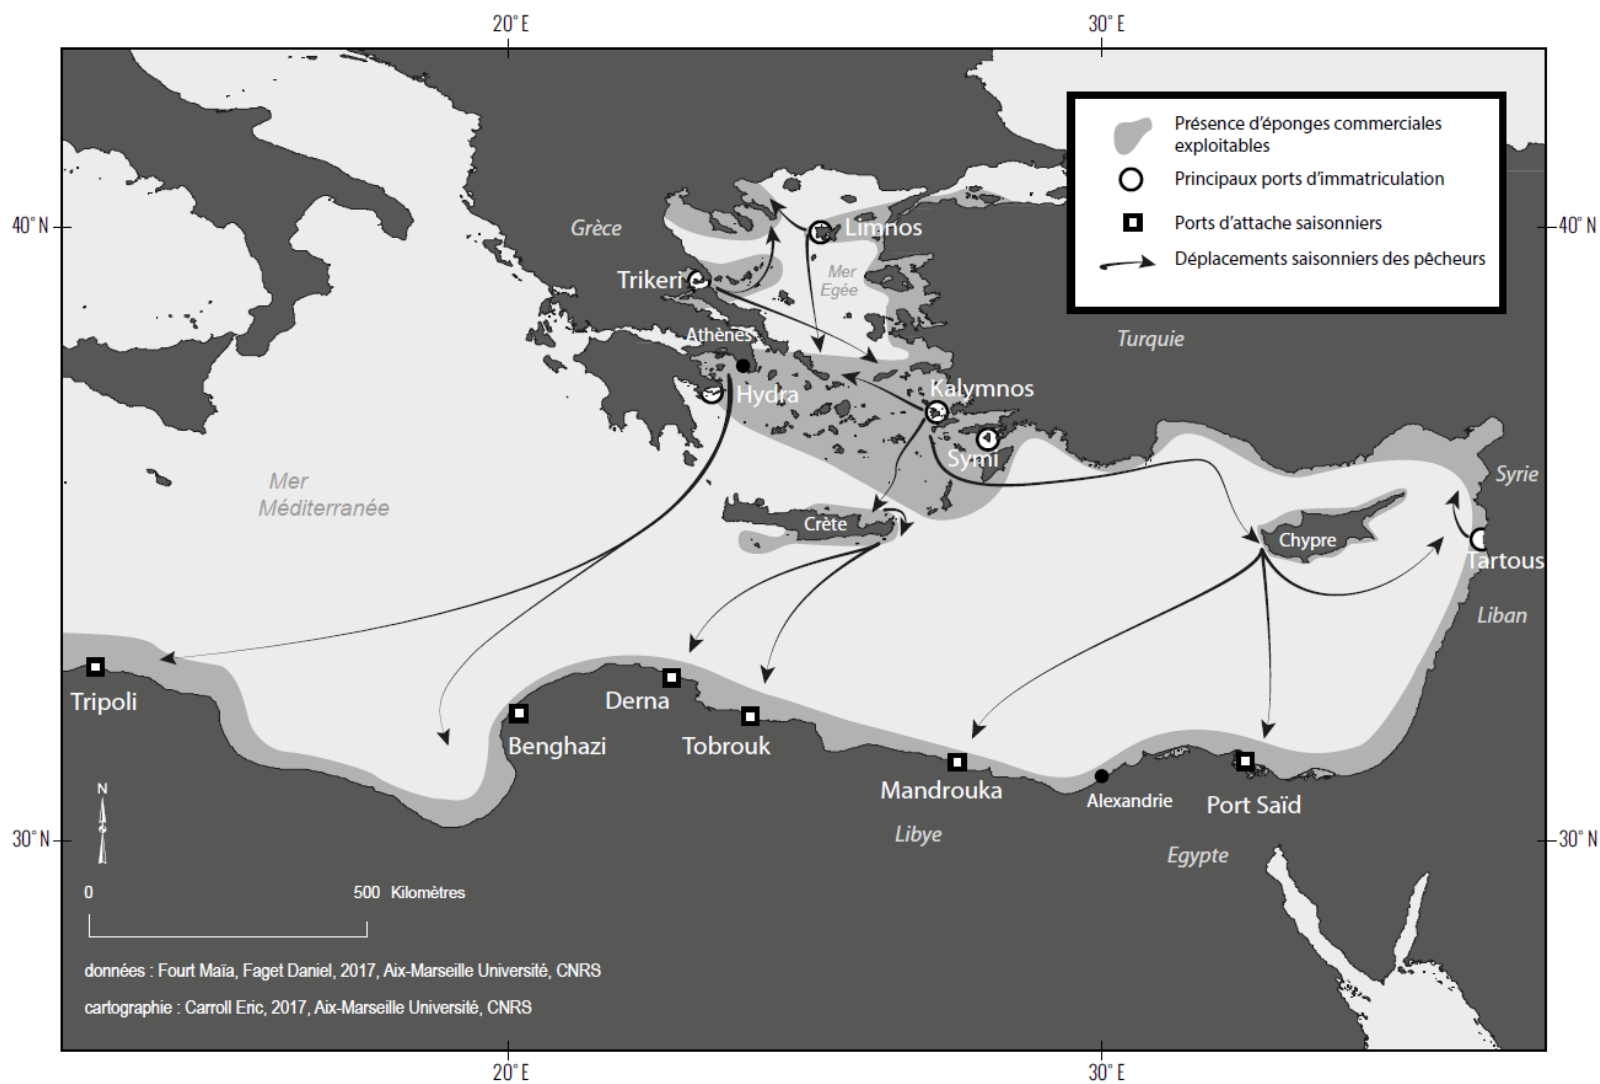 20° E
30° E
Présence d'éponges commerciales
exploitables
Principaux ports d'immatriculation
Ports d'attache saisonniers
Déplacements saisonniers des pêcheurs
40° N
40° N
Grèce
Limnos
Trikeri
Mer
Egée
Athènes
Turquie
Hydra
Kalymnos
Symi
Mer
Méditerranée
Syrie
Crète
Chypre
Tartous
Liban
Tripoli
Derna
Benghazi
Tobrouk
Mandrouka
Alexandrie
Port Saïd
Libye
Egypte
N
30° N
30° N
0
500 Kilomètres
données : Fourt Maïa, Faget Daniel, 2017, Aix-Marseille Université, CNRS
cartographie : Carroll Eric, 2017, Aix-Marseille Université, CNRS
20° E
30° E